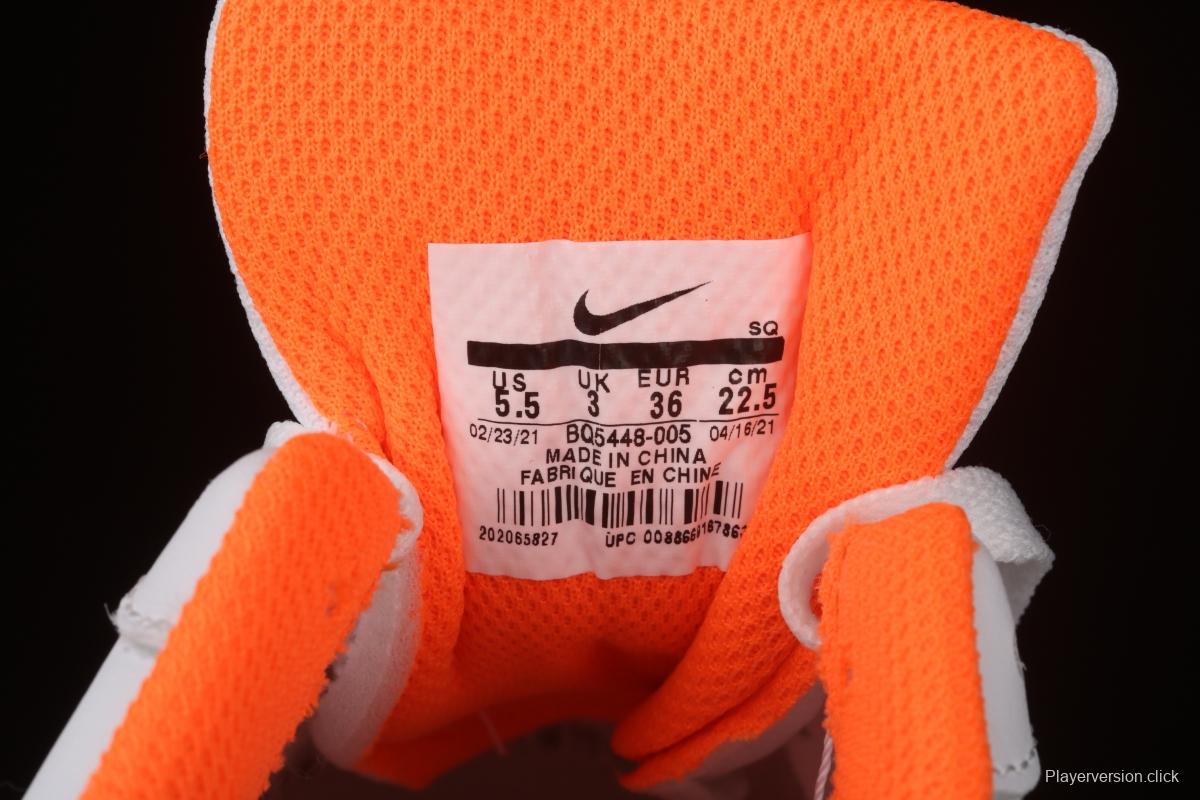 SQ
US UK EUR cm
5.5 3 36 22.5
02/23/21 BQ5448-005 04/16/21
MADE IN CHINA
FABRIQUE EN CHINE
202065827 UPC
Playerversion.click